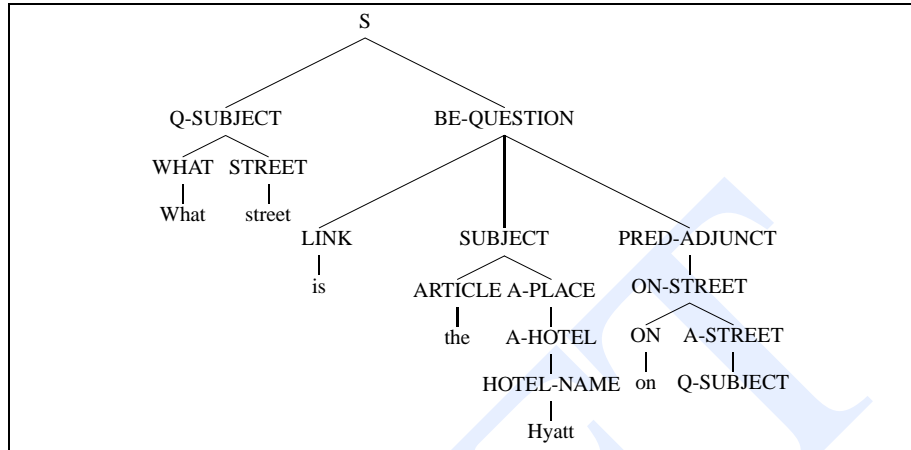 S
Q-SUBJECT BE-QUESTION
WHAT STREET
What street
LINK SUBJECT PRED-ADJUNCT
is ARTICLE A-PLACE ON-STREET
the A-HOTEL ON A-STREET
HOTEL-NAME on Q-SUBJECT
Hyatt